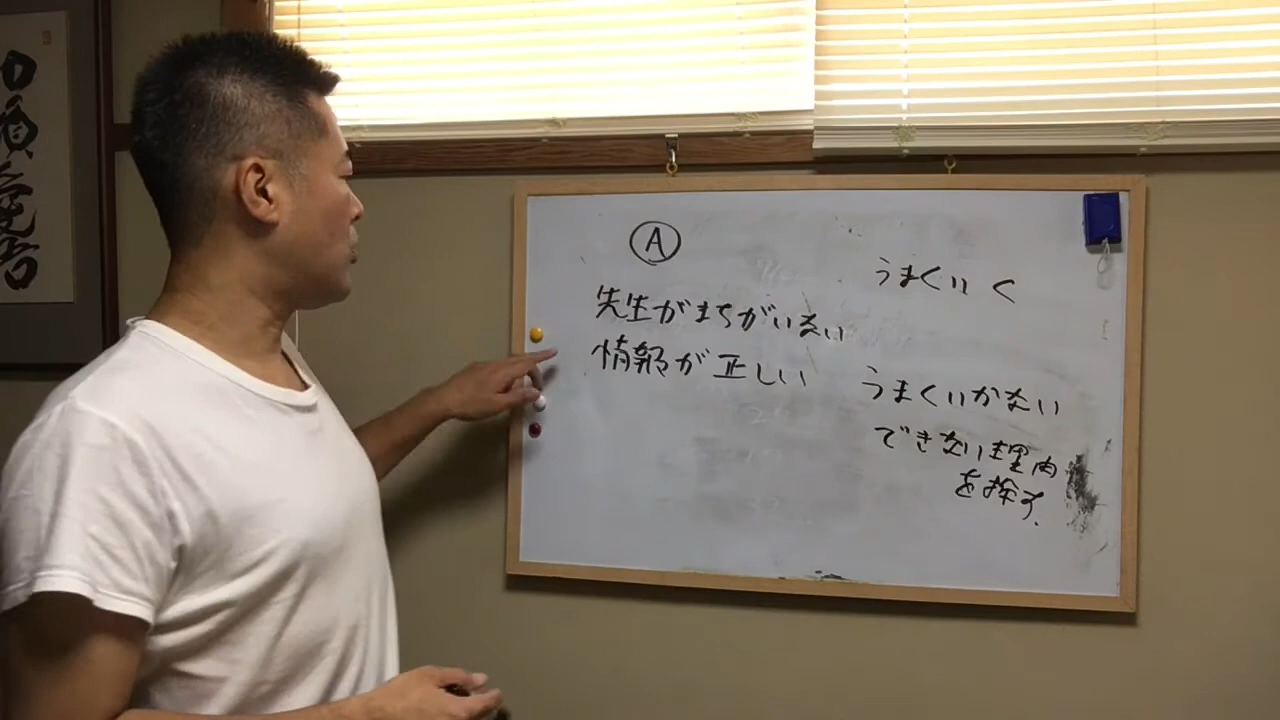 A
先生がまちがいない
情報が正しい
うまくいく
うまくいかない
できない理由
を探す.